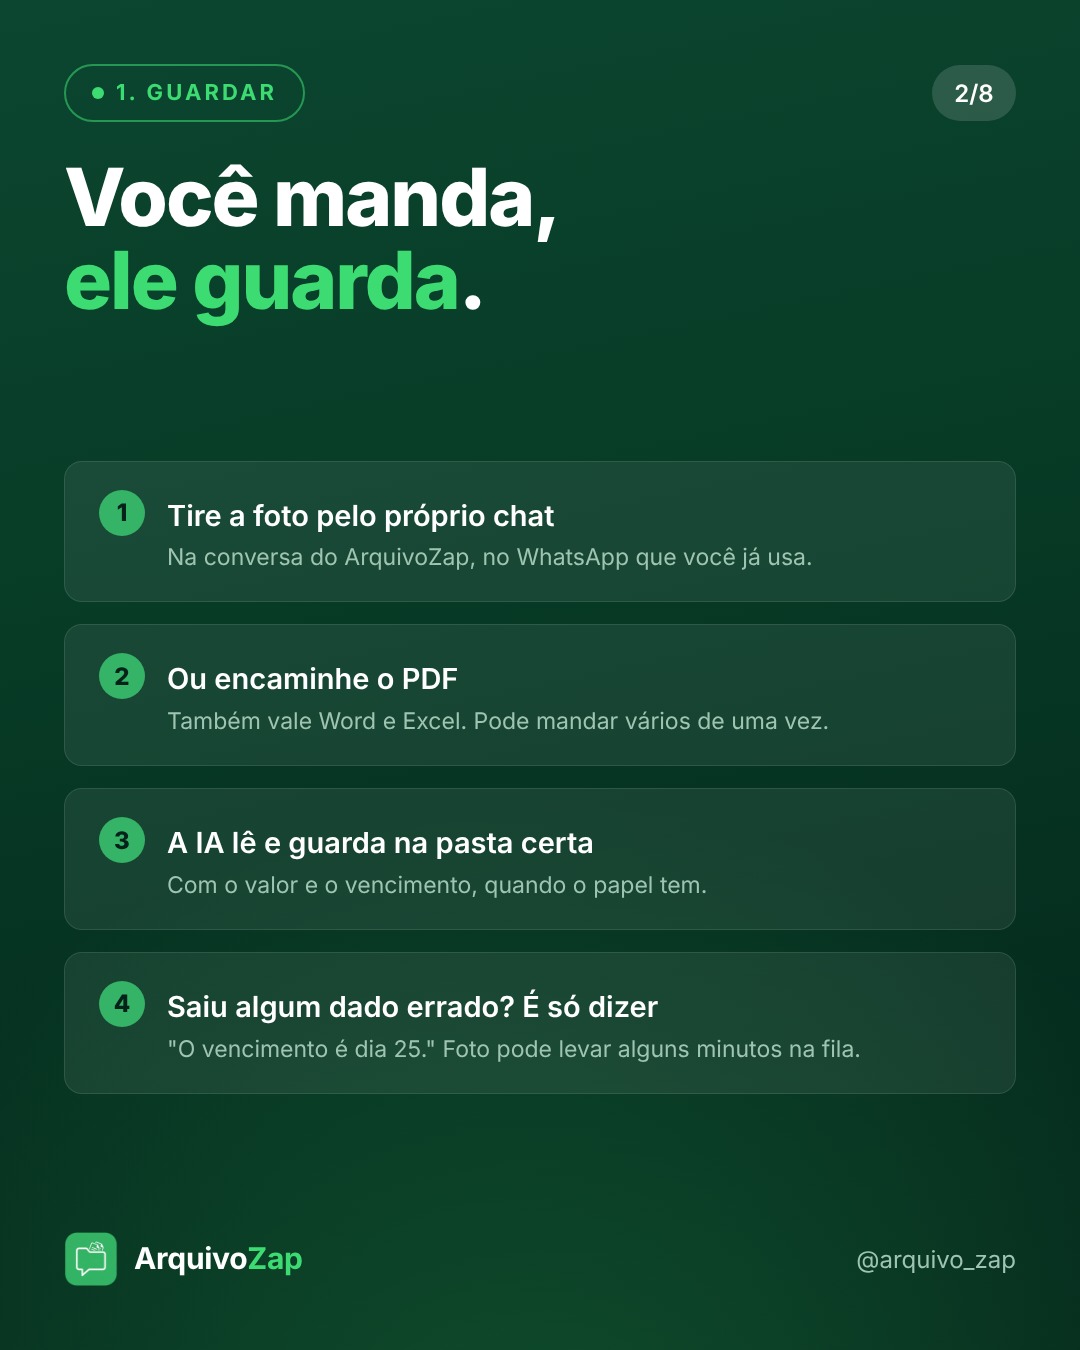 1. GUARDAR
2/8
Você manda,
ele guarda.
1
Tire a foto pelo próprio chat
Na conversa do ArquivoZap, no WhatsApp que você já usa.
2
Ou encaminhe o PDF
Também vale Word e Excel. Pode mandar vários de uma vez.
3
A IA lê e guarda na pasta certa
Com o valor e o vencimento, quando o papel tem.
4
Saiu algum dado errado? É só dizer
"O vencimento é dia 25." Foto pode levar alguns minutos na fila.
ArquivoZap
@arquivo_zap